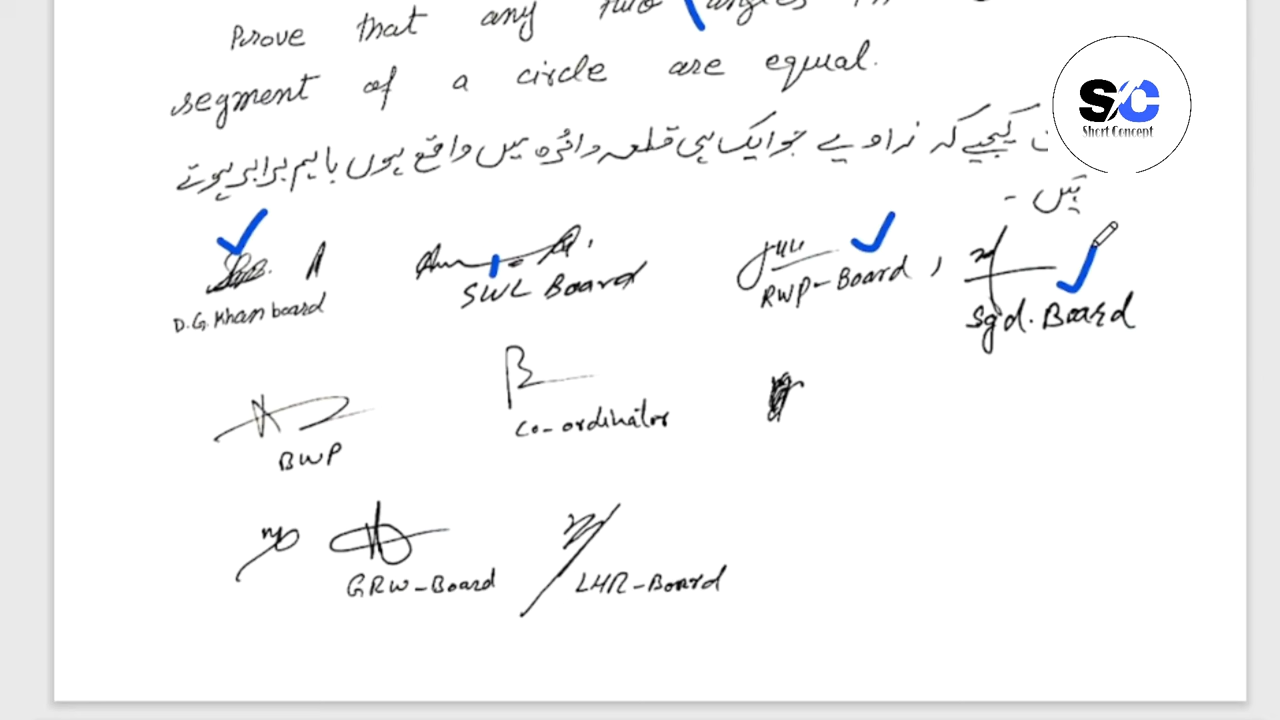 Prove that any two angles
segment of a circle are equal.
کیجیے کہ زاویے جو ایک ہی قطعہ دائرہ میں واقع ہوں باہم برابر ہوتے
ہیں -
SC
Short Concept
D.G. Khan board
SWL Board
RWP-Board ,
Sgd. Board
BWP
Co-ordinator
GRW-Board
LHR-Board